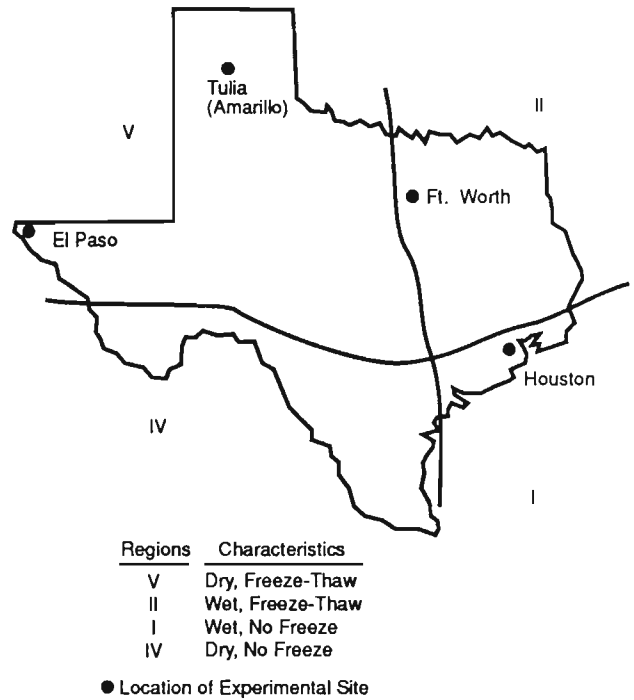 Tulia
(Amarillo)
II
V
Ft. Worth
El Paso
Houston
IV
I
Regions Characteristics
V Dry, Freeze-Thaw
II Wet, Freeze-Thaw
I Wet, No Freeze
IV Dry, No Freeze
● Location of Experimental Site